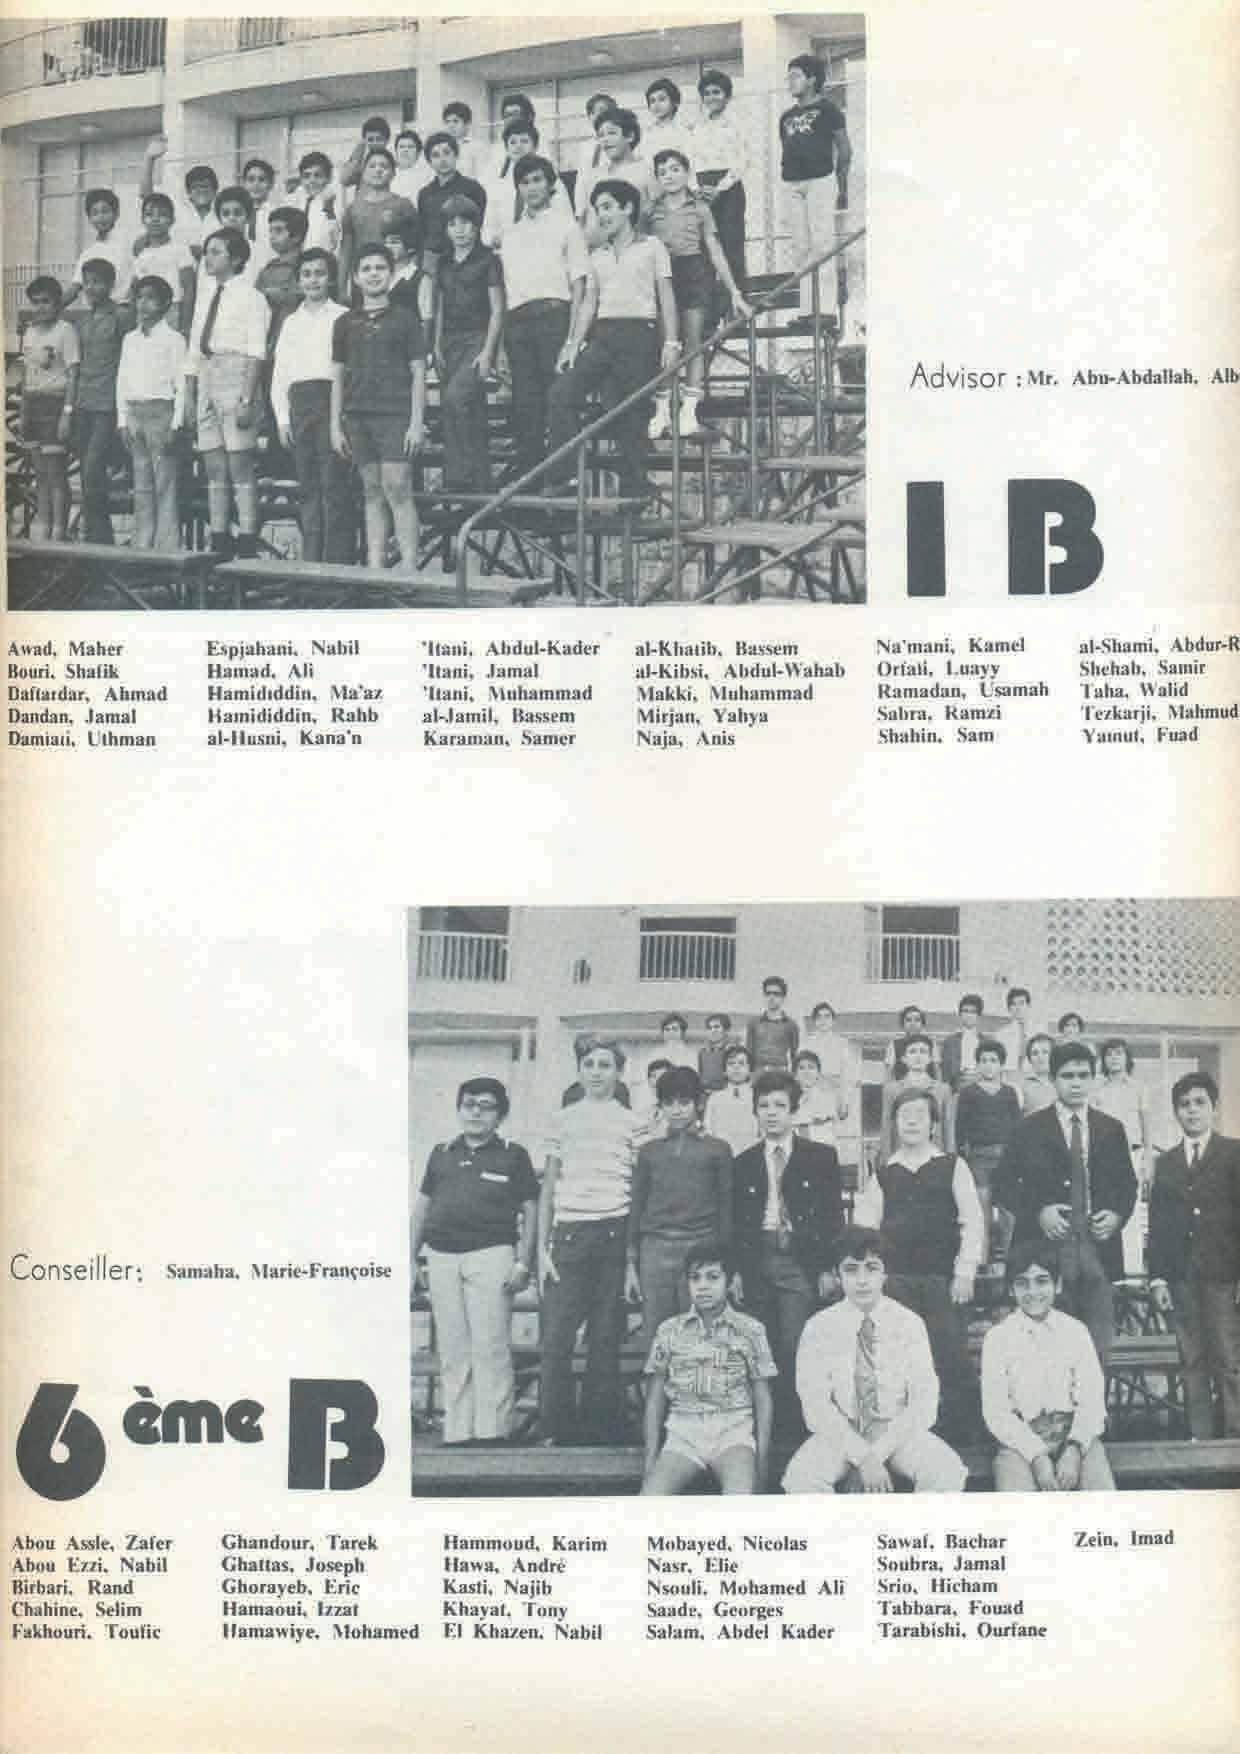 Advisor : Mr. Abu-Abdallah, Alb
1 B
Awad, Maher
Bouri, Shafik
Daftardar, Ahmad
Dandan, Jamal
Damiati, Uthman
Espjahani, Nabil
Hamad, Ali
Hamididdin, Ma'az
Hamididdin, Rahb
al-Husni, Kana'n
'Itani, Abdul-Kader
'Itani, Jamal
'Itani, Muhammad
al-Jamil, Bassem
Karaman, Samer
al-Khatib, Bassem
al-Kibsi, Abdul-Wahab
Makki, Muhammad
Mirjan, Yahya
Naja, Anis
Na'mani, Kamel
Orfali, Luayy
Ramadan, Usamah
Sabra, Ramzi
Shahin, Sam
al-Shami, Abdur-R
Shehab, Samir
Taha, Walid
Tezkarji, Mahmud
Yamut, Fuad
Conseiller: Samaha, Marie-Françoise
6ème B
Abou Assle, Zafer
Abou Ezzi, Nabil
Birbari, Rand
Chahine, Selim
Fakhouri, Toufic
Ghandour, Tarek
Ghattas, Joseph
Ghorayeb, Eric
Hamaoui, Izzat
Hamawiye, Mohamed
Hammoud, Karim
Hawa, André
Kasti, Najib
Khayat, Tony
El Khazen, Nabil
Mobayed, Nicolas
Nasr, Elie
Nsouli, Mohamed Ali
Saade, Georges
Salam, Abdel Kader
Sawaf, Bachar
Soubra, Jamal
Srio, Hicham
Tabbara, Fouad
Tarabishi, Ourfane
Zein, Imad